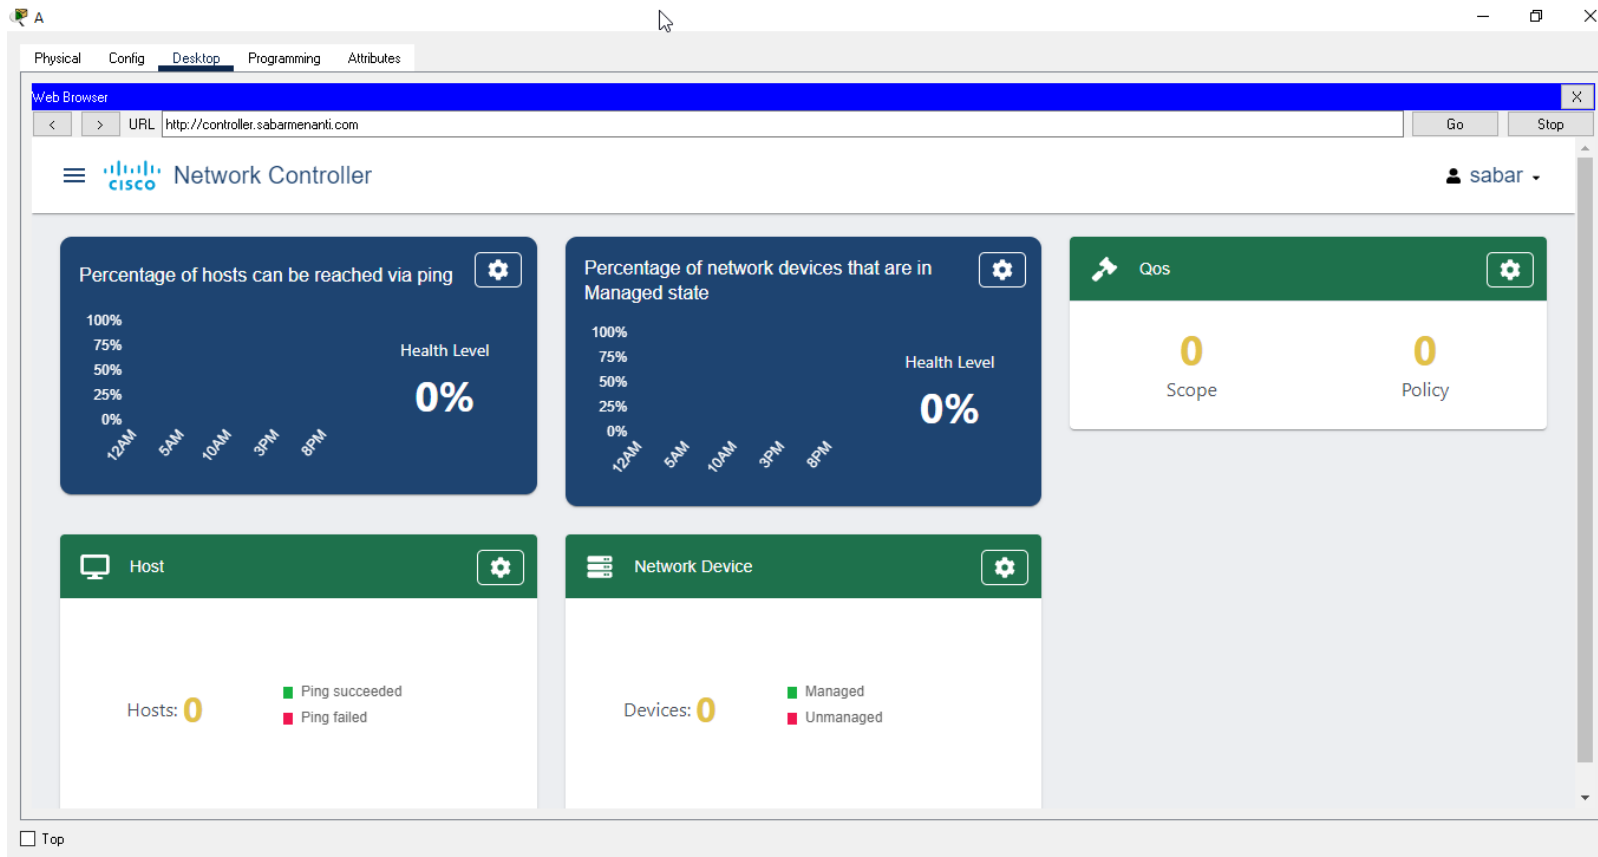 A
Physical Config Desktop Programming Attributes
Web Browser
X
< > URL http://controller.sabarmenanti.com Go Stop
CISCO Network Controller
sabar
Percentage of hosts can be reached via ping
100%
75%
50%
25%
0%
12AM 5AM 10AM 3PM 8PM
Health Level
0%
Percentage of network devices that are in
Managed state
100%
75%
50%
25%
0%
12AM 5AM 10AM 3PM 8PM
Health Level
0%
Qos
0
Scope
0
Policy
Host
Hosts: 0
Ping succeeded
Ping failed
Network Device
Devices: 0
Managed
Unmanaged
Top